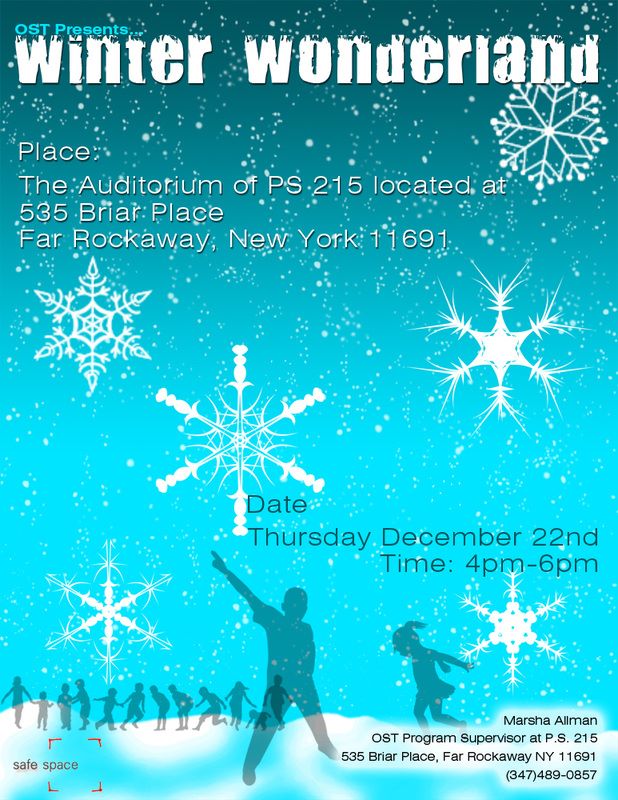 OST Presents...
Winter Wonderland
Place:
The Auditorium of PS 215 located at
535 Briar Place
Far Rockaway, New York 11691
Date
Thursday December 22nd
Time: 4pm-6pm
Marsha Allman
OST Program Supervisor at P.S. 215
535 Briar Place, Far Rockaway NY 11691
(347)489-0857
safe space